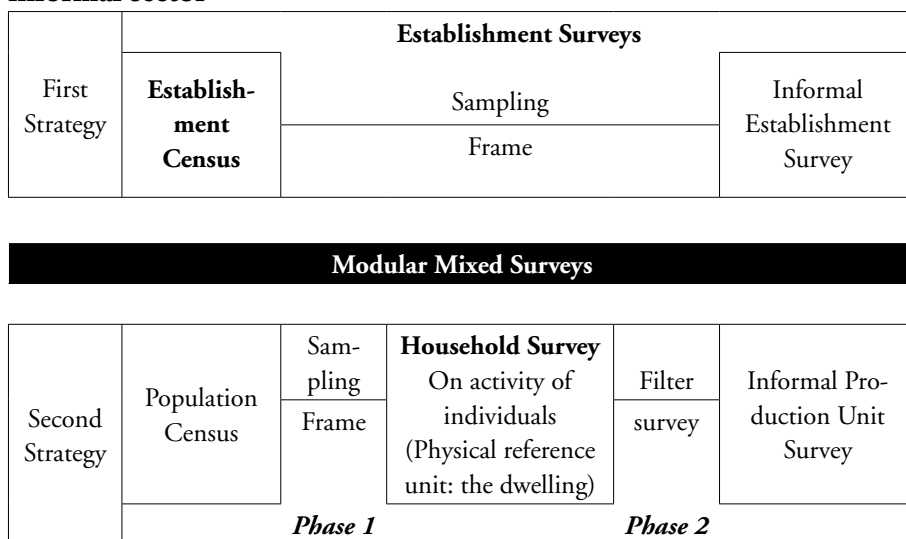 informal sector
Establishment Surveys
First
Strategy
Establish-
ment
Census
Sampling
Frame
Informal
Establishment
Survey
Modular Mixed Surveys
Second
Strategy
Population
Census
Sam-
pling
Frame
Household Survey
On activity of
individuals
(Physical reference
unit: the dwelling)
Filter
survey
Informal Pro-
duction Unit
Survey
Phase 1
Phase 2